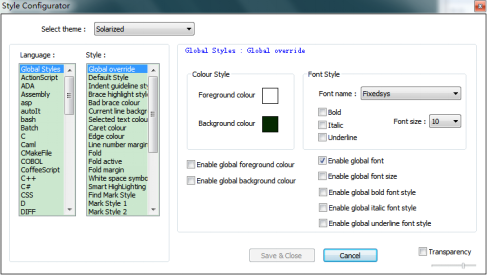 Style Configurator
Select theme : Solarized
Language :
Global Styles
ActionScript
ADA
Assembly
asp
autoIt
bash
Batch
C
Caml
CMakeFile
COBOL
CoffeeScript
C++
C#
CSS
D
DIFF
Style :
Global override
Default Style
Indent guideline sty
Brace highlight style
Bad brace colour
Current line backgr
Selected text colou
Caret colour
Edge colour
Line number margin
Fold
Fold active
Fold margin
White space symbo
Smart HighLighting
Find Mark Style
Mark Style 1
Mark Style 2
Global Styles : Global override
Colour Style
Foreground colour
Background colour
Font Style
Font name : Fixedsys
Bold
Italic
Underline
Font size : 10
Enable global foreground colour
Enable global background colour
Enable global font
Enable global font size
Enable global bold font style
Enable global italic font style
Enable global underline font style
Save & Close
Cancel
Transparency